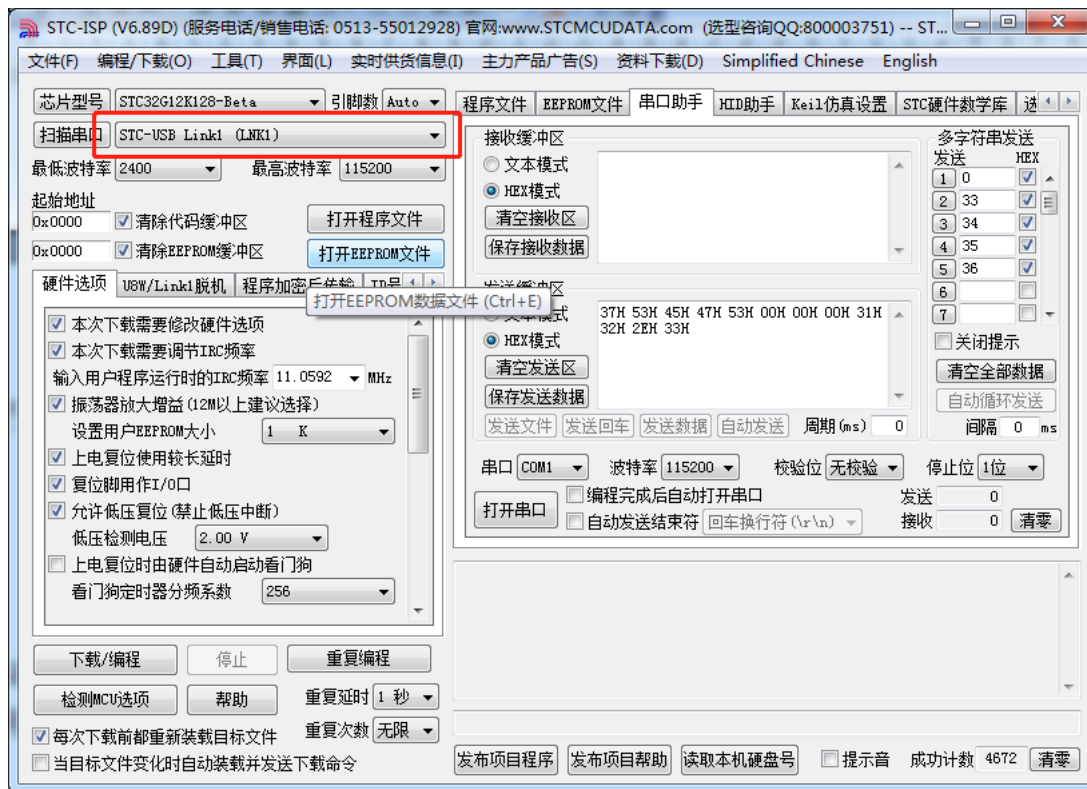 STC-ISP (V6.89D) (服务电话/销售电话: 0513-55012928) 官网:www.STCMCUDATA.com (选型咨询QQ:800003751) -- ST...
文件(F) 编程/下载(O) 工具(T) 界面(L) 实时供货信息(I) 主力产品广告(S) 资料下载(D) Simplified Chinese English
芯片型号 STC32G12K128-Beta 引脚数 Auto
扫描串口 STC-USB Link1 (LNK1)
最低波特率 2400 最高波特率 115200
起始地址
0x0000 清除代码缓冲区 打开程序文件
0x0000 清除EEPROM缓冲区 打开EEPROM文件
硬件选项 U8W/Link1脱机 程序加密后传输 ID号
打开EEPROM数据文件 (Ctrl+E)
本次下载需要修改硬件选项
本次下载需要调节IRC频率
输入用户程序运行时的IRC频率 11.0592 MHz
振荡器放大增益(12M以上建议选择)
设置用户EEPROM大小 1 K
上电复位使用较长延时
复位脚用作I/O口
允许低压复位(禁止低压中断)
低压检测电压 2.00 V
上电复位时由硬件自动启动看门狗
看门狗定时器分频系数 256
下载/编程 停止 重复编程
检测MCU选项 帮助 重复延时 1 秒
每次下载前都重新装载目标文件 重复次数 无限
当目标文件变化时自动装载并发送下载命令
程序文件 EEPROM文件 串口助手 HID助手 Keil仿真设置 STC硬件数学库
接收缓冲区
文本模式
HEX模式
清空接收区
保存接收数据
发送缓冲区
文本模式
HEX模式
清空发送区
保存发送数据
37H 53H 45H 47H 53H 00H 00H 00H 31H
32H 2EH 33H
发送文件 发送回车 发送数据 自动发送 周期(ms) 0
多字符串发送
发送 HEX
1 0
2 33
3 34
4 35
5 36
6
7
关闭提示
清空全部数据
自动循环发送
间隔 0 ms
串口 COM1 波特率 115200 校验位 无校验 停止位 1位
打开串口 编程完成后自动打开串口 发送 0
自动发送结束符 回车换行符(\r\n) 接收 0 清零
发布项目程序 发布项目帮助 读取本机硬盘号 提示音 成功计数 4672 清零